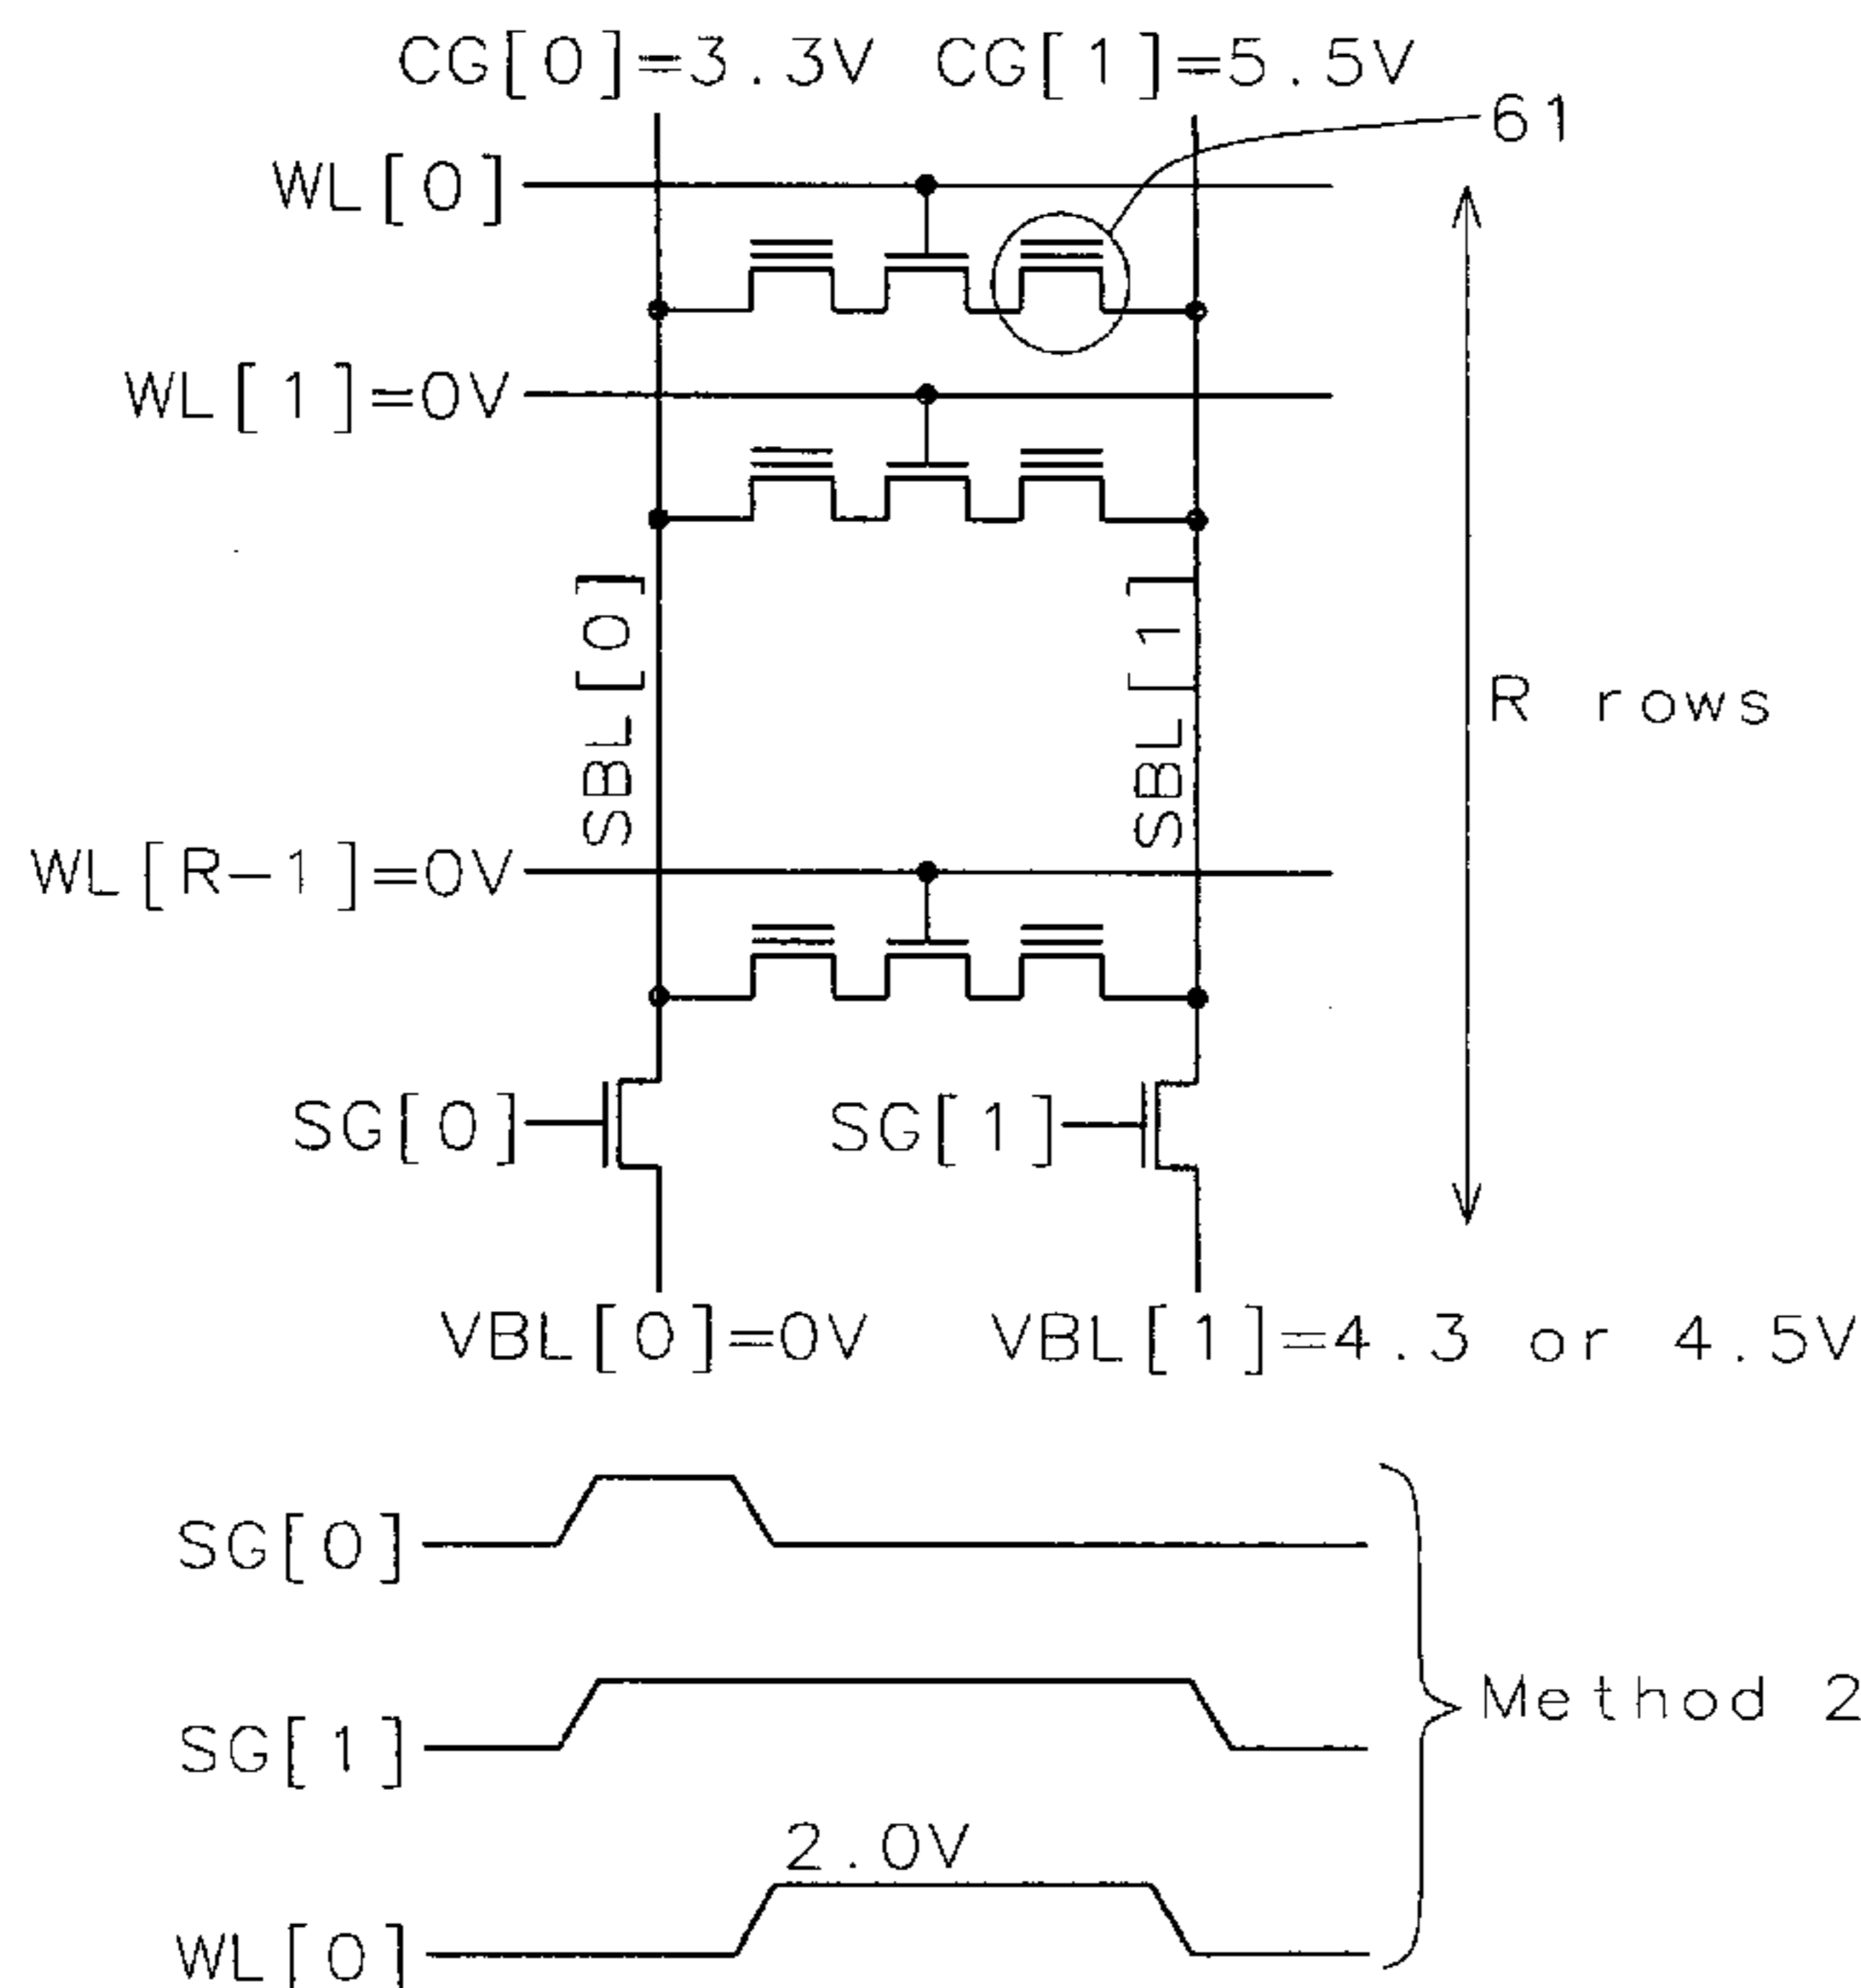 CG[0]=3.3V CG[1]=5.5V
61
WL[0]
WL[1]=0V
SBL[0]
SBL[1]
R rows
WL[R-1]=0V
SG[0]
SG[1]
VBL[0]=0V VBL[1]=4.3 or 4.5V
SG[0]
SG[1]
Method 2
2.0V
WL[0]